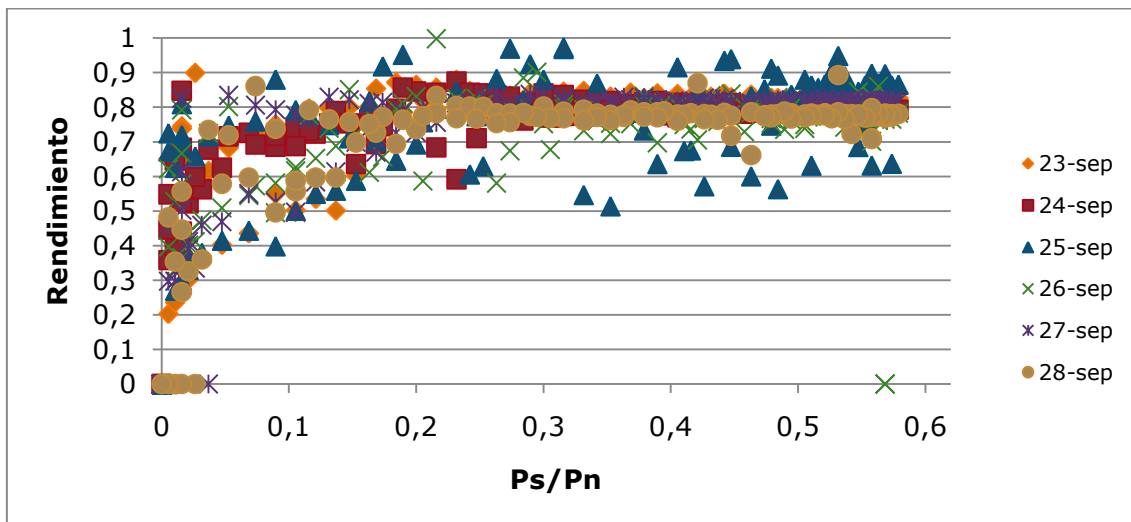 1
0,9
0,8
0,7
0,6
0,5
0,4
0,3
0,2
0,1
0
Rendimiento
0
0,1
0,2
0,3
0,4
0,5
0,6
Ps/Pn
23-sep
24-sep
25-sep
26-sep
27-sep
28-sep